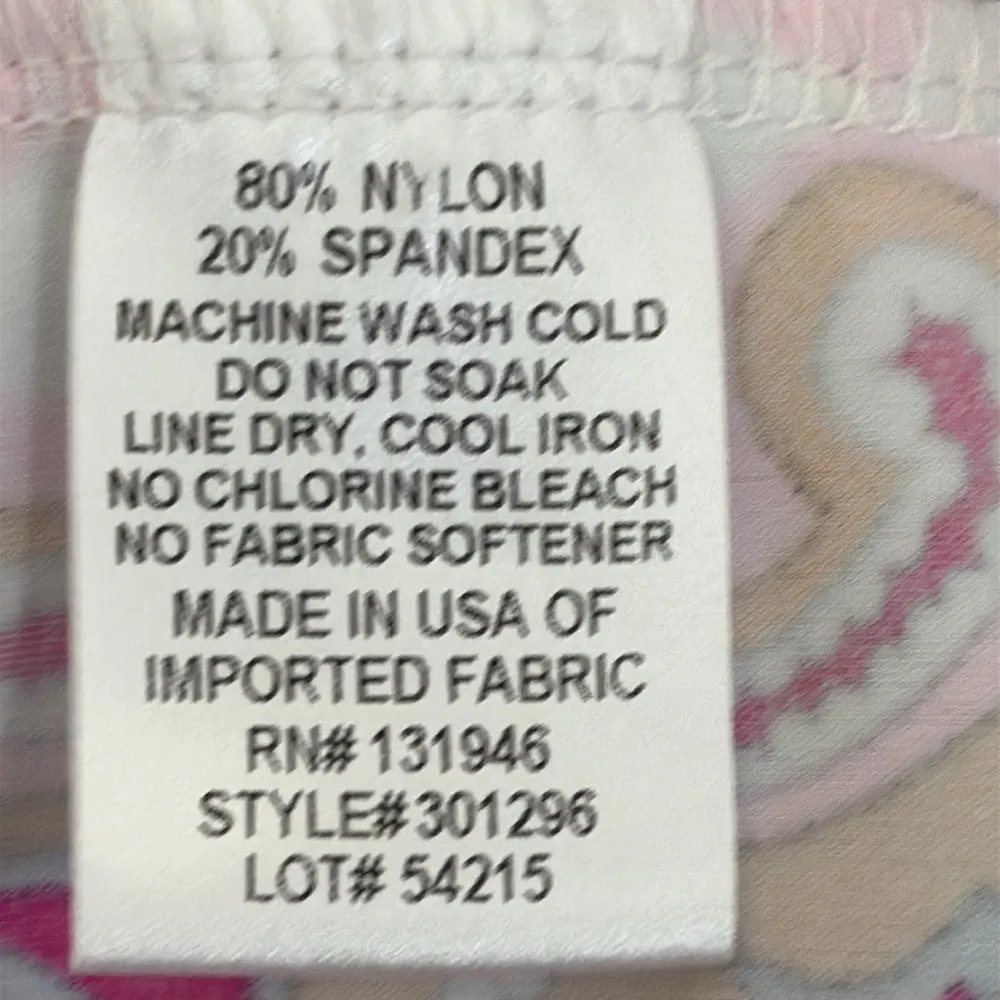 80% NYLON
20% SPANDEX
MACHINE WASH COLD
DO NOT SOAK
LINE DRY, COOL IRON
NO CHLORINE BLEACH
NO FABRIC SOFTENER
MADE IN USA OF
IMPORTED FABRIC
RN# 131946
STYLE#301296
LOT# 54215